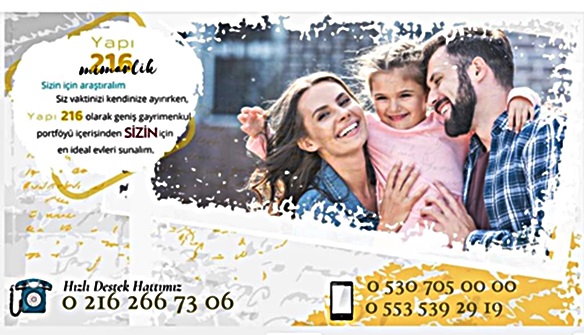 Yapı
216
mimarlik
Sizin için araştıralım
Siz vaktinizi kendinize ayırırken,
Yapı 216 olarak geniş gayrimenkul
portföyü içerisinden SİZİN için
en ideal evleri sunalım.
Hızlı Destek Hattımız
0 216 266 73 06
0 530 705 00 00
0 553 539 29 19